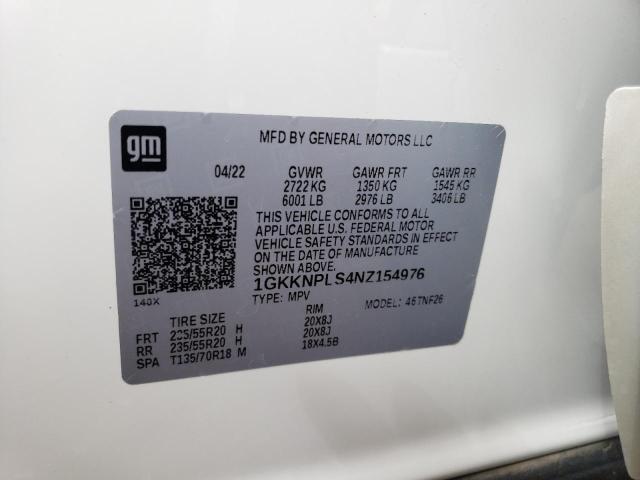 gm
MFD BY GENERAL MOTORS LLC
04/22 GVWR GAWR FRT GAWR RR
2722 KG 1350 KG 1545 KG
6001 LB 2976 LB 3406 LB
THIS VEHICLE CONFORMS TO ALL
APPLICABLE U.S. FEDERAL MOTOR
VEHICLE SAFETY STANDARDS IN EFFECT
ON THE DATE OF MANUFACTURE
SHOWN ABOVE.
1GKKNPLS4NZ154976
140X
TYPE: MPV MODEL: 46TNF26
TIRE SIZE RIM
FRT 235/55R20 H 20X8J
RR 235/55R20 H 20X8J
SPA T135/70R18 M 18X4.5B